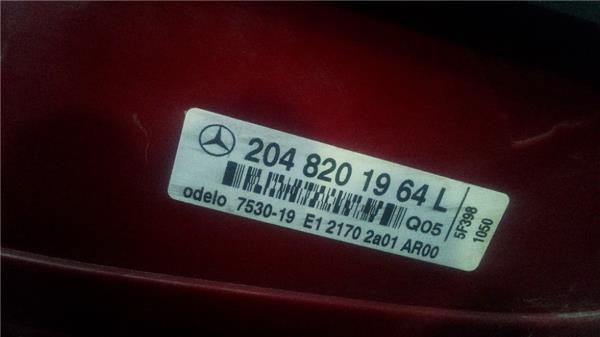 204 820 19 64 L
Q05
odelo 7530-19 E1 2170 2a01 AR00
5F398
1050